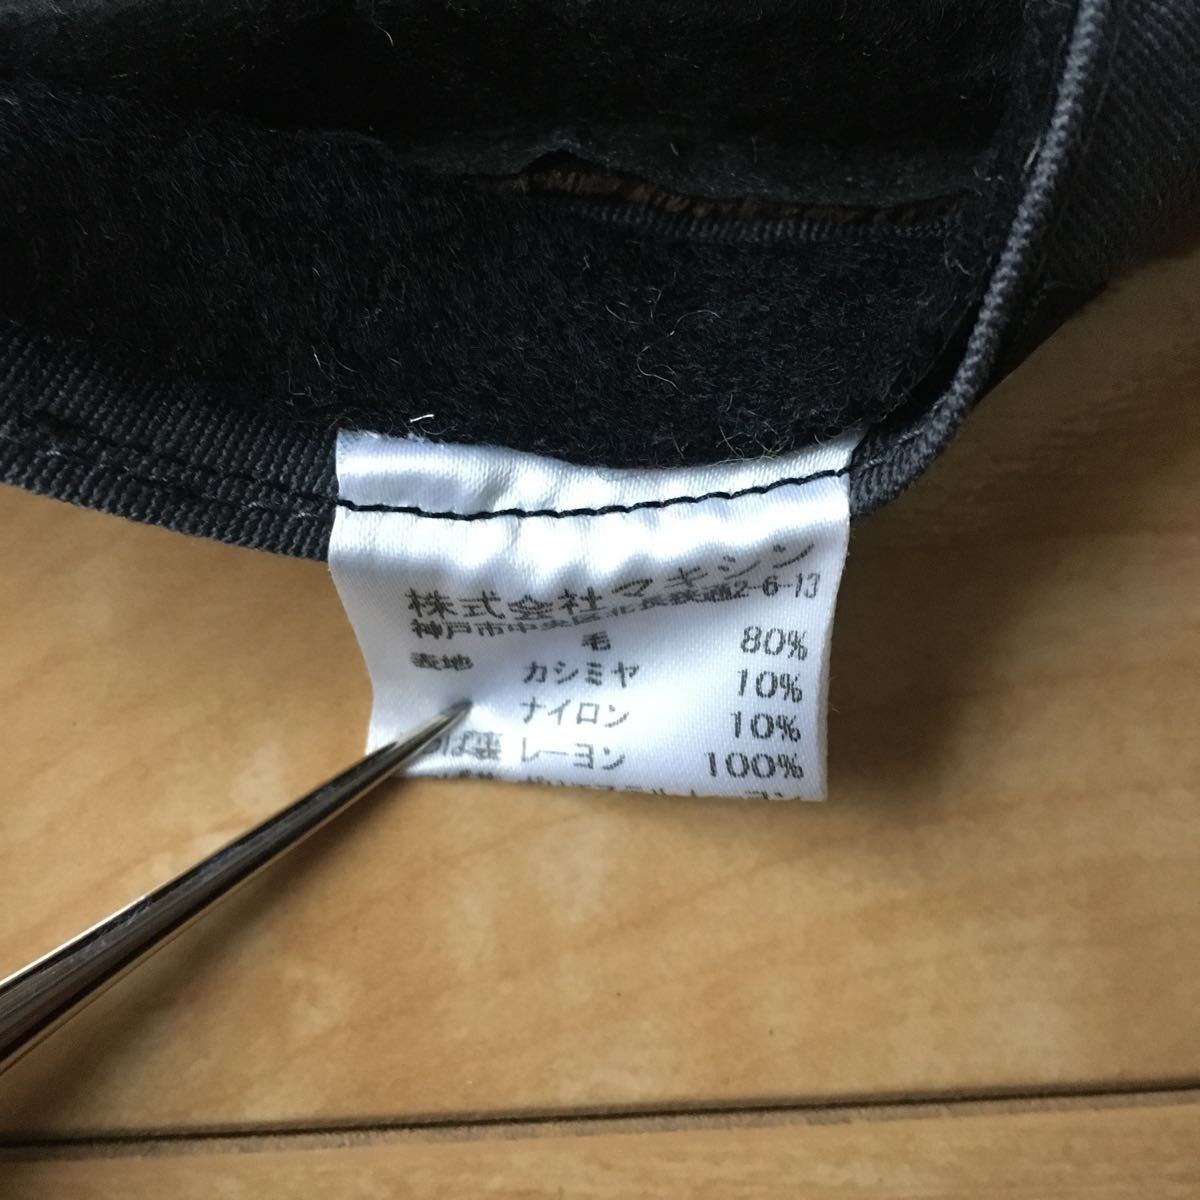 株式会社マキシン
神戸市中央区北長狭通2-6-13
表地 毛 80%
カシミヤ 10%
ナイロン 10%
レーヨン 100%